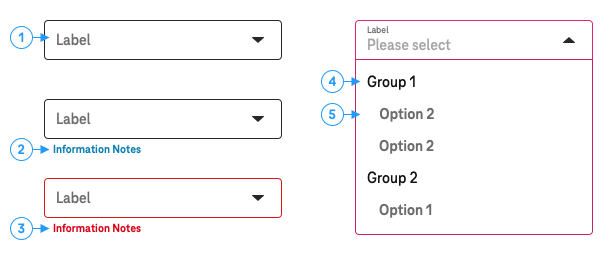 1 Label
Label
2 Information Notes
Label
3 Information Notes
Label
Please select
4 Group 1
5 Option 2
Option 2
Group 2
Option 1